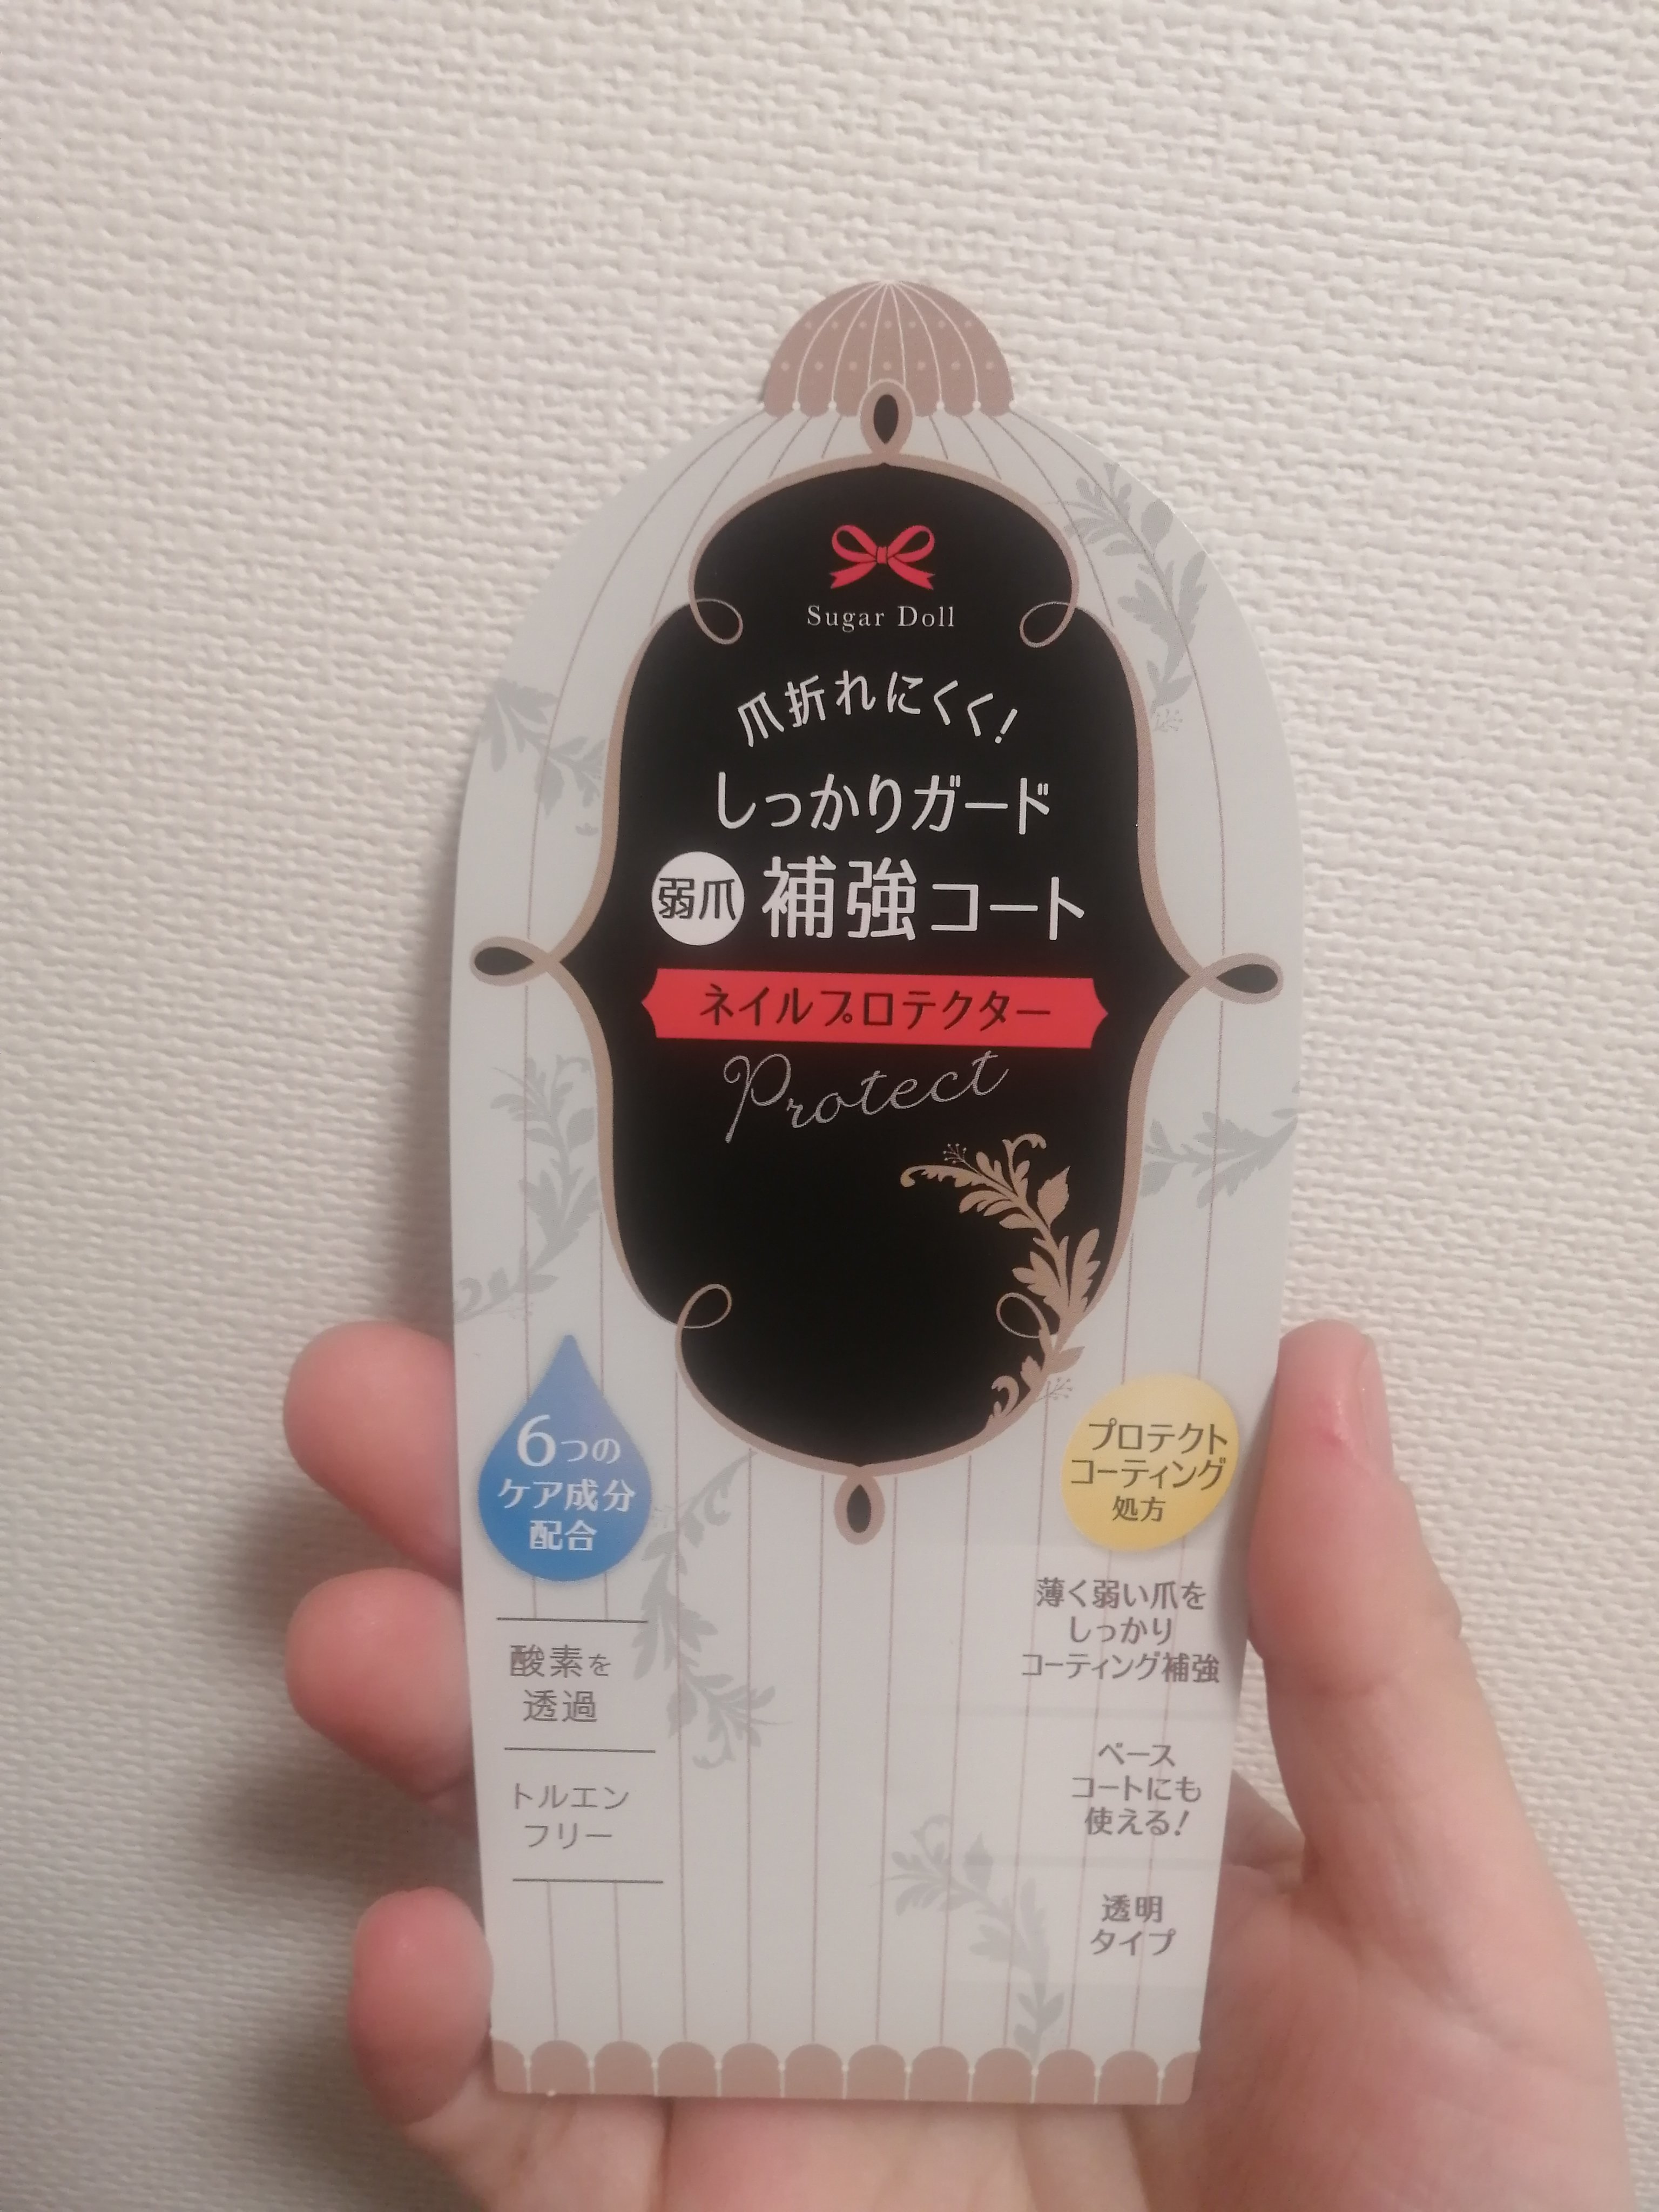 Sugar Doll
爪折れにくく!
しっかりガード
弱爪 補強コート
ネイルプロテクター
Protect
6つの
ケア成分
配合
酸素を
透過
トルエン
フリー
プロテクト
コーティング
処方
薄く弱い爪を
しっかり
コーティング補強
ベース
コートにも
使える!
透明
タイプ